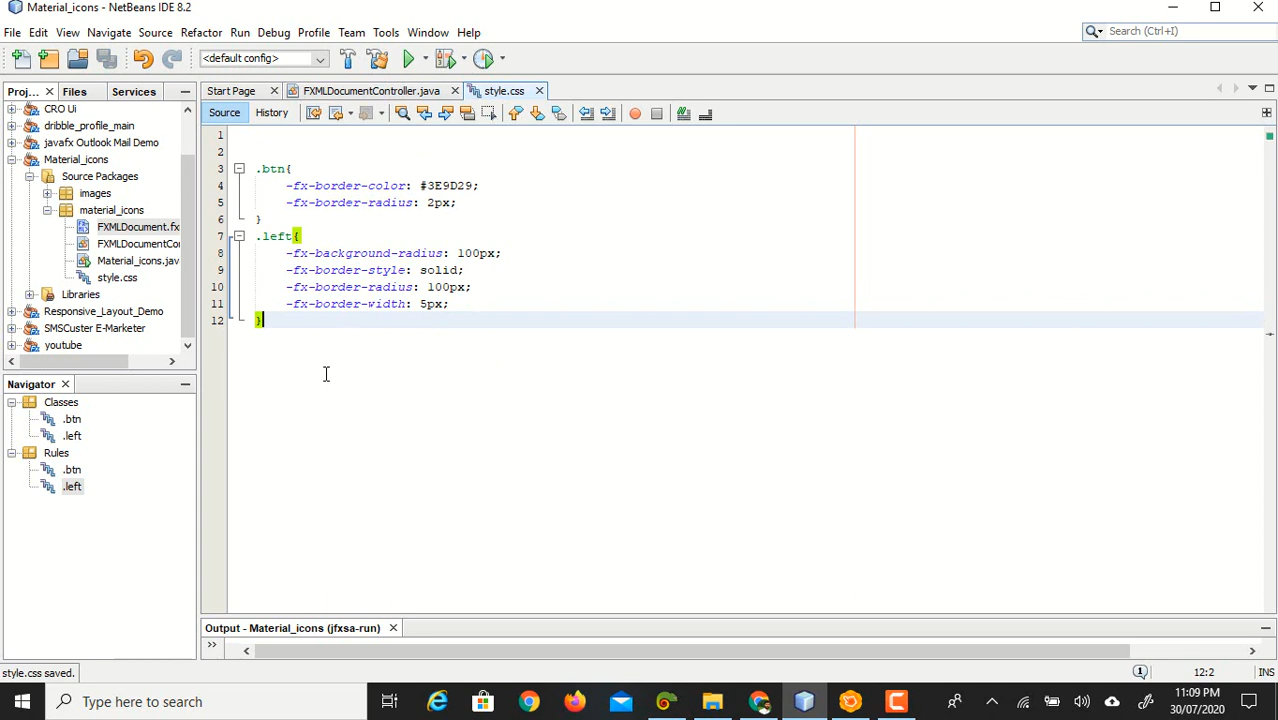 Material_icons - NetBeans IDE 8.2
File Edit View Navigate Source Refactor Run Debug Profile Team Tools Window Help
Search (Ctrl+I)
<default config>
Proj... Files Services
Start Page FXMLDocumentController.java style.css
Source History
CRO Ui
dribble_profile_main
javafx Outlook Mail Demo
Material_icons
Source Packages
images
material_icons
FXMLDocument.fx
FXMLDocumentCo
Material_icons.jav
style.css
Libraries
Responsive_Layout_Demo
SMSCuster E-Marketer
youtube
1
2
3 .btn{
4 -fx-border-color: #3E9D29;
5 -fx-border-radius: 2px;
6 }
7 .left{
8 -fx-background-radius: 100px;
9 -fx-border-style: solid;
10 -fx-border-radius: 100px;
11 -fx-border-width: 5px;
12 }
Navigator
Classes
.btn
.left
Rules
.btn
.left
Output - Material_icons (jfxsa-run)
style.css saved.
12:2 INS
Type here to search
11:09 PM
30/07/2020